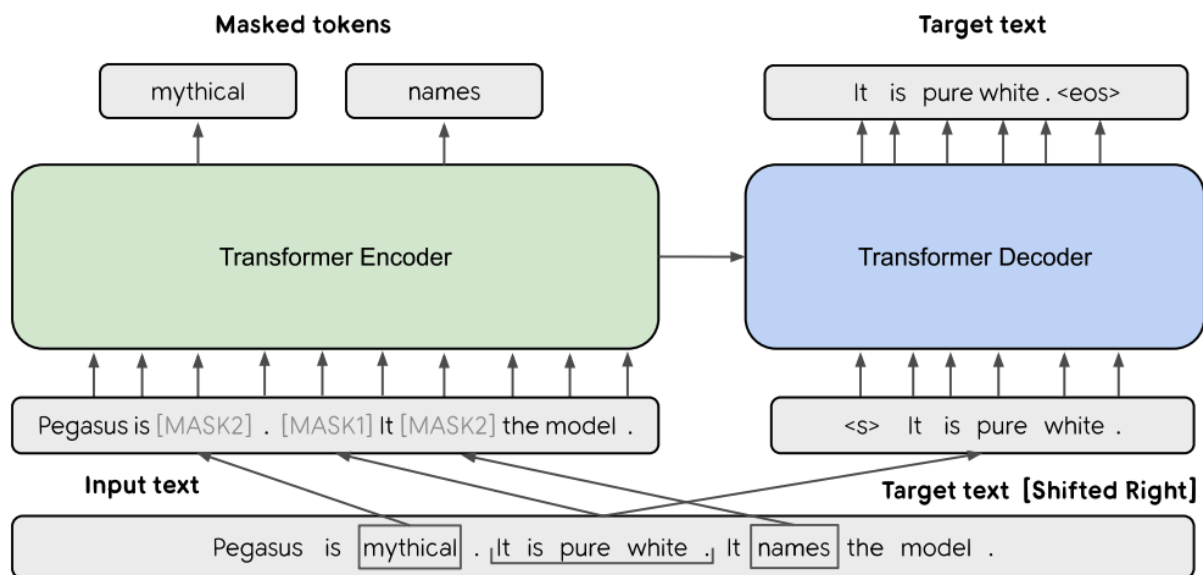 Masked tokens
Target text
mythical
names
It is pure white . <eos>
Transformer Encoder
Transformer Decoder
Pegasus is [MASK2] . [MASK1] It [MASK2] the model .
<s> It is pure white .
Input text
Target text [Shifted Right]
Pegasus is mythical . It is pure white . It names the model .